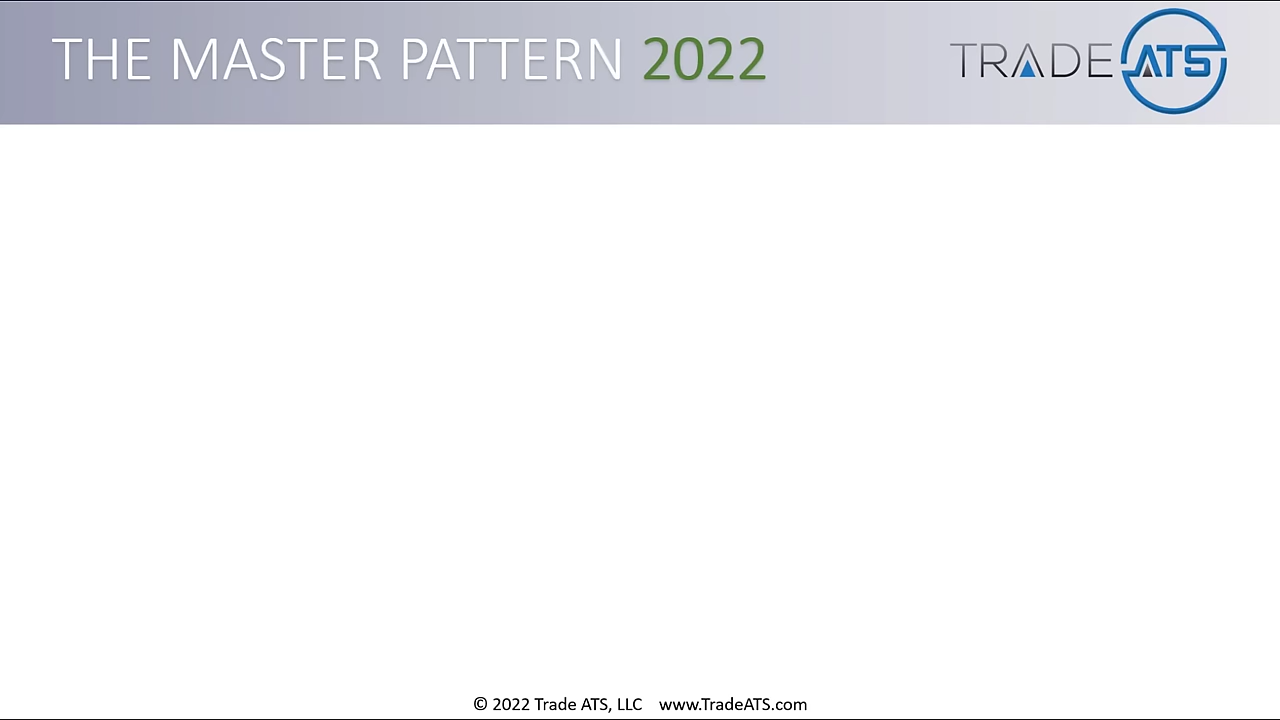 THE MASTER PATTERN 2022
TRADE ATS
© 2022 Trade ATS, LLC www.TradeATS.com